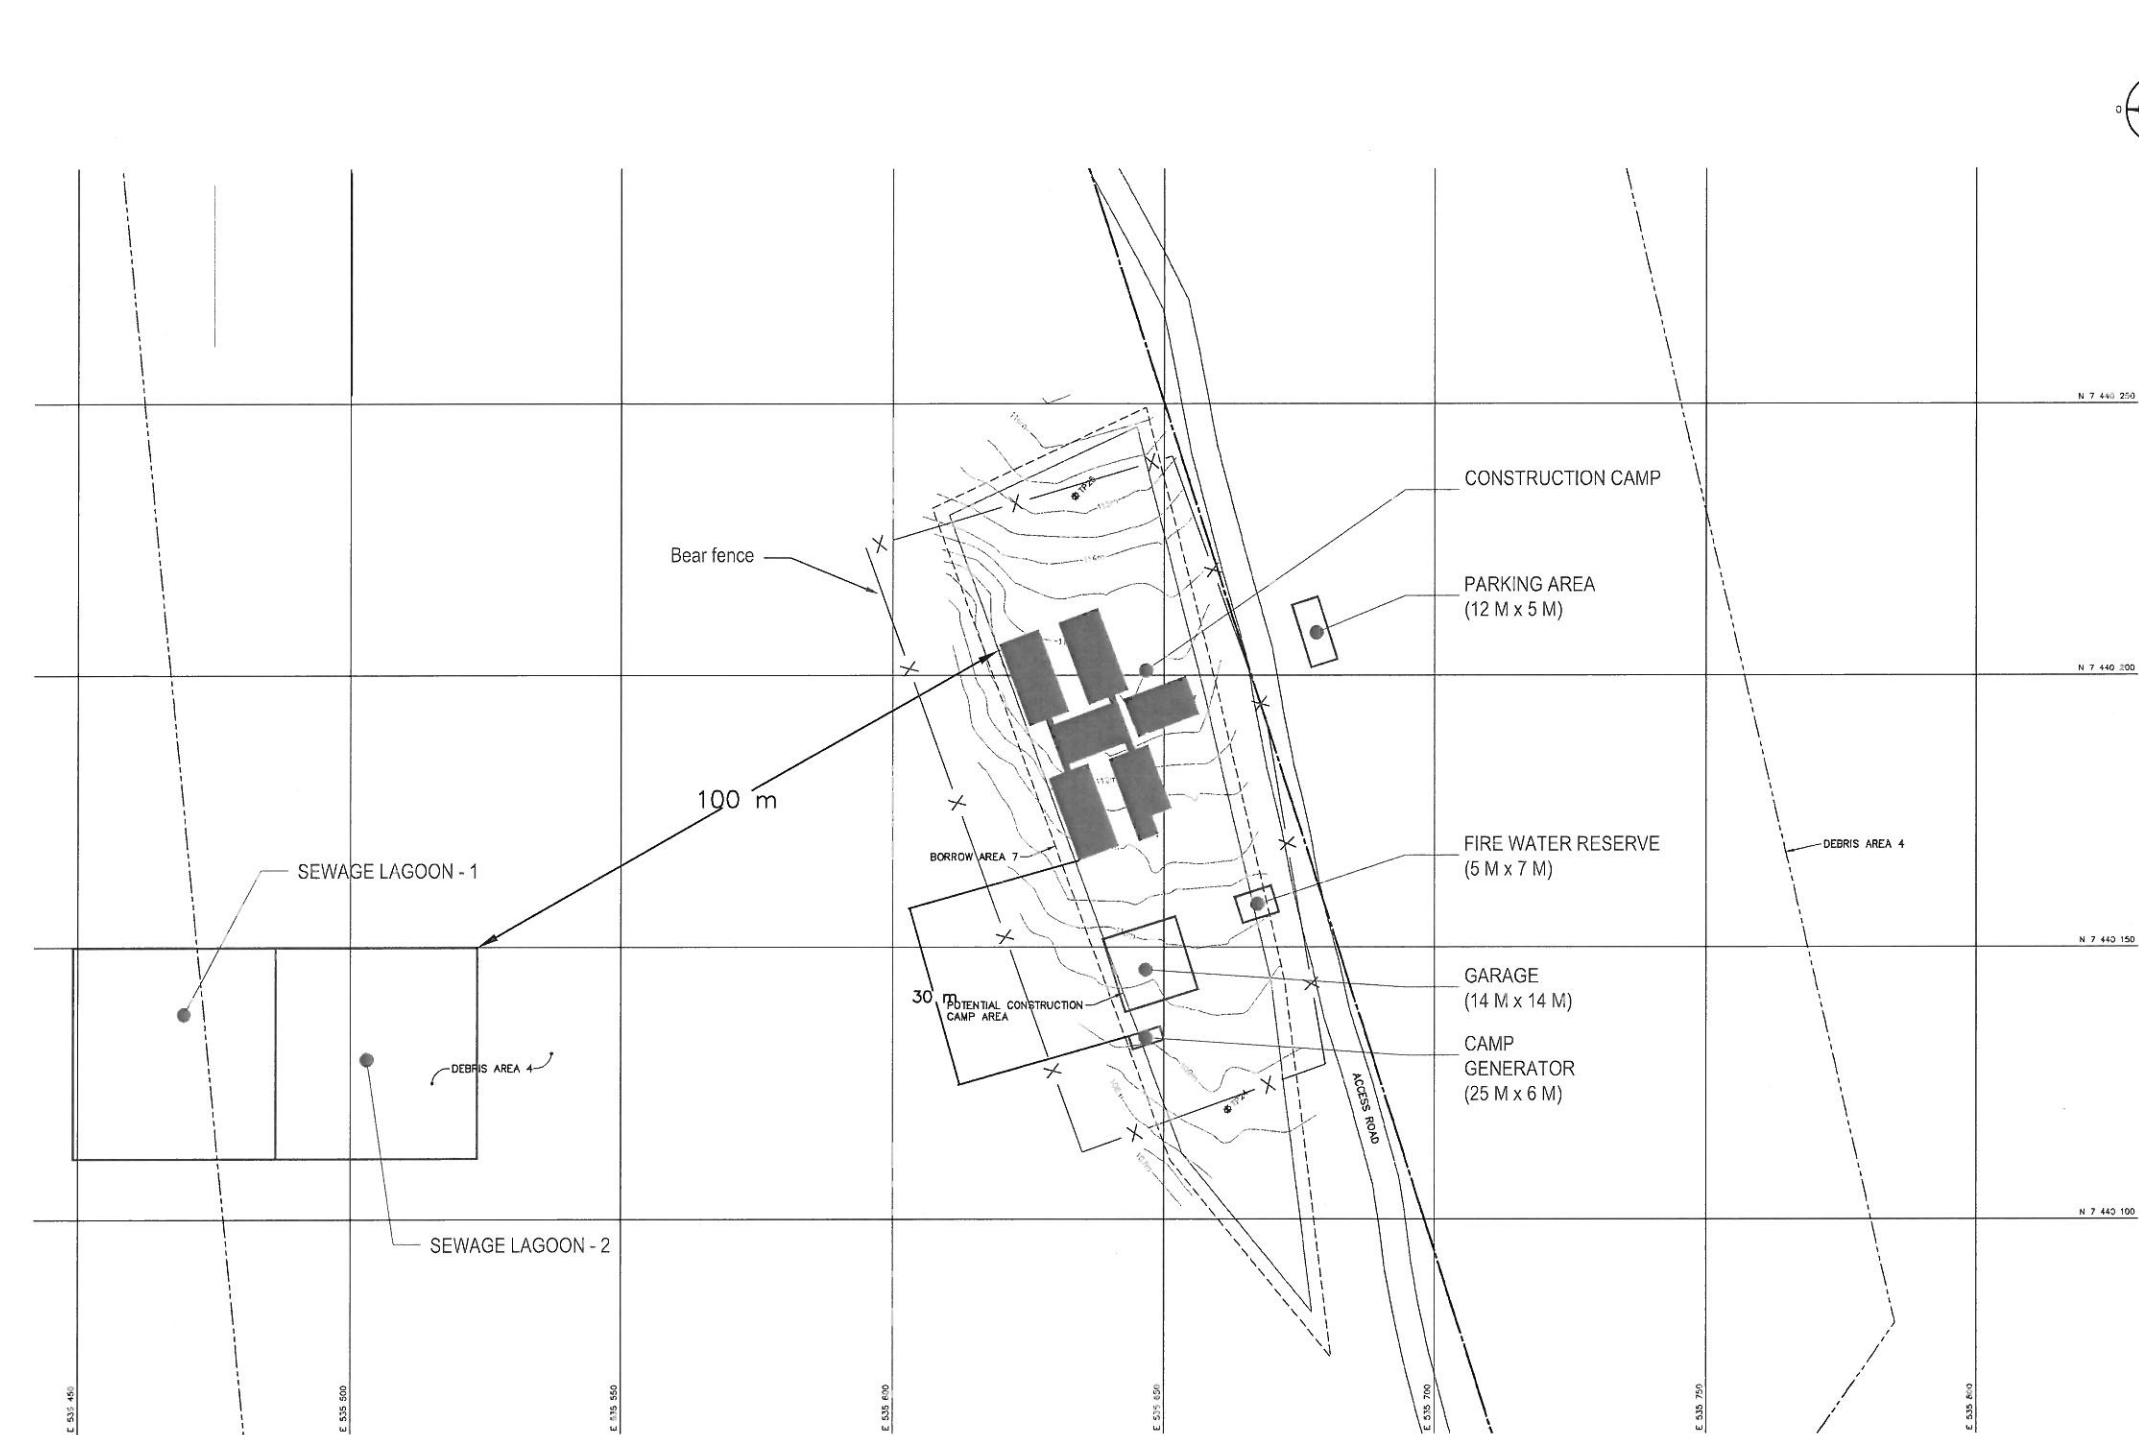 0
N 7 440 250
CONSTRUCTION CAMP
TP26
Bear fence
PARKING AREA
(12 M x 5 M)
N 7 440 200
100 m
FIRE WATER RESERVE
(5 M x 7 M)
DEBRIS AREA 4
BORROW AREA 7
SEWAGE LAGOON - 1
N 7 440 150
GARAGE
(14 M x 14 M)
30 m
POTENTIAL CONSTRUCTION
CAMP AREA
CAMP
GENERATOR
(25 M x 6 M)
DEBRIS AREA 4
ACCESS ROAD
N 7 440 100
SEWAGE LAGOON - 2
E 535 450
E 535 500
E 535 550
E 535 600
E 535 650
E 535 700
E 535 750
E 535 800